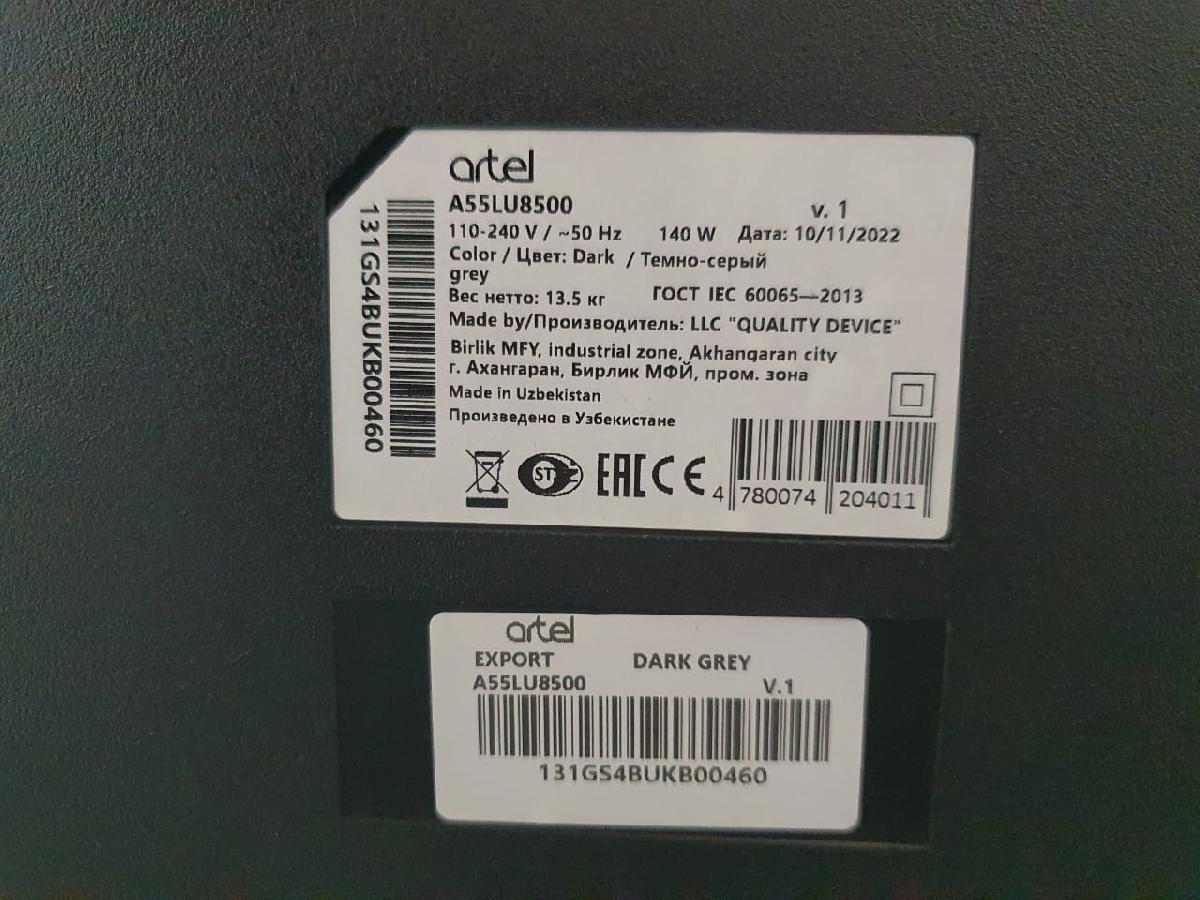 artel
A55LU8500 v. 1
110-240 V / ~50 Hz 140 W Дата: 10/11/2022
Color / Цвет: Dark / Темно-серый
grey
Вес нетто: 13.5 кг ГОСТ IEC 60065—2013
Made by/Производитель: LLC "QUALITY DEVICE"
Birlik MFY, industrial zone, Akhangaran city
г. Ахангаран, Бирлик МФЙ, пром. зона
Made in Uzbekistan
Произведено в Узбекистане
131GS4BUKB00460
ST EAC CE
4 780074 204011
artel
EXPORT DARK GREY
A55LU8500 V.1
131GS4BUKB00460